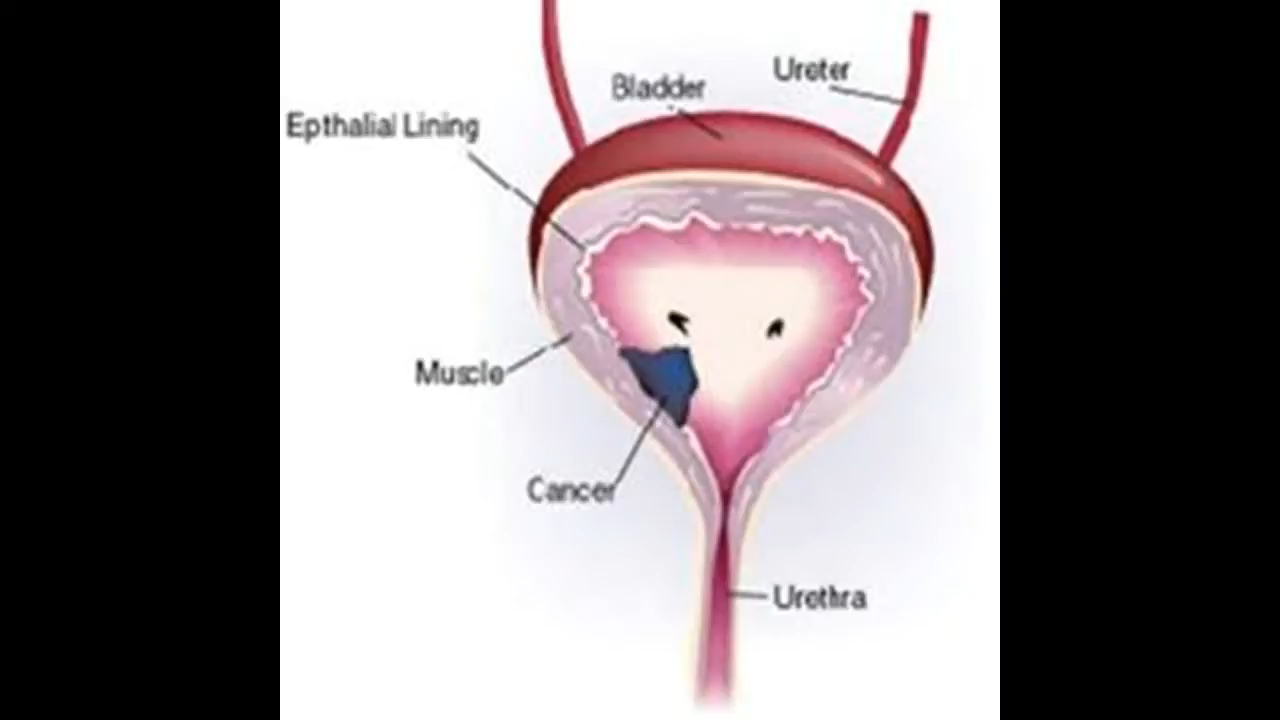 Ureter
Bladder
Epthalial Lining
Muscle
Cancer
Urethra